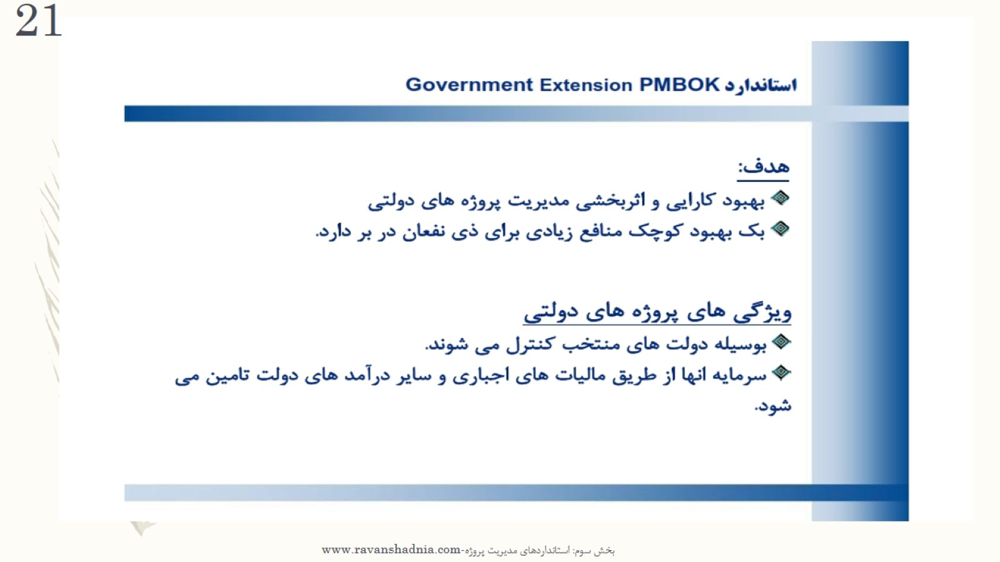 21
استاندارد Government Extension PMBOK
هدف:
بهبود کارایی و اثربخشی مدیریت پروژه های دولتی
بک بهبود کوچک منافع زیادی برای ذی نفعان در بر دارد.
ویژگی های پروژه های دولتی
بوسیله دولت های منتخب کنترل می شوند.
سرمایه انها از طریق مالیات های اجباری و سایر درآمد های دولت تامین می
شود.
بخش سوم: استانداردهای مدیریت پروژه-www.ravanshadnia.com